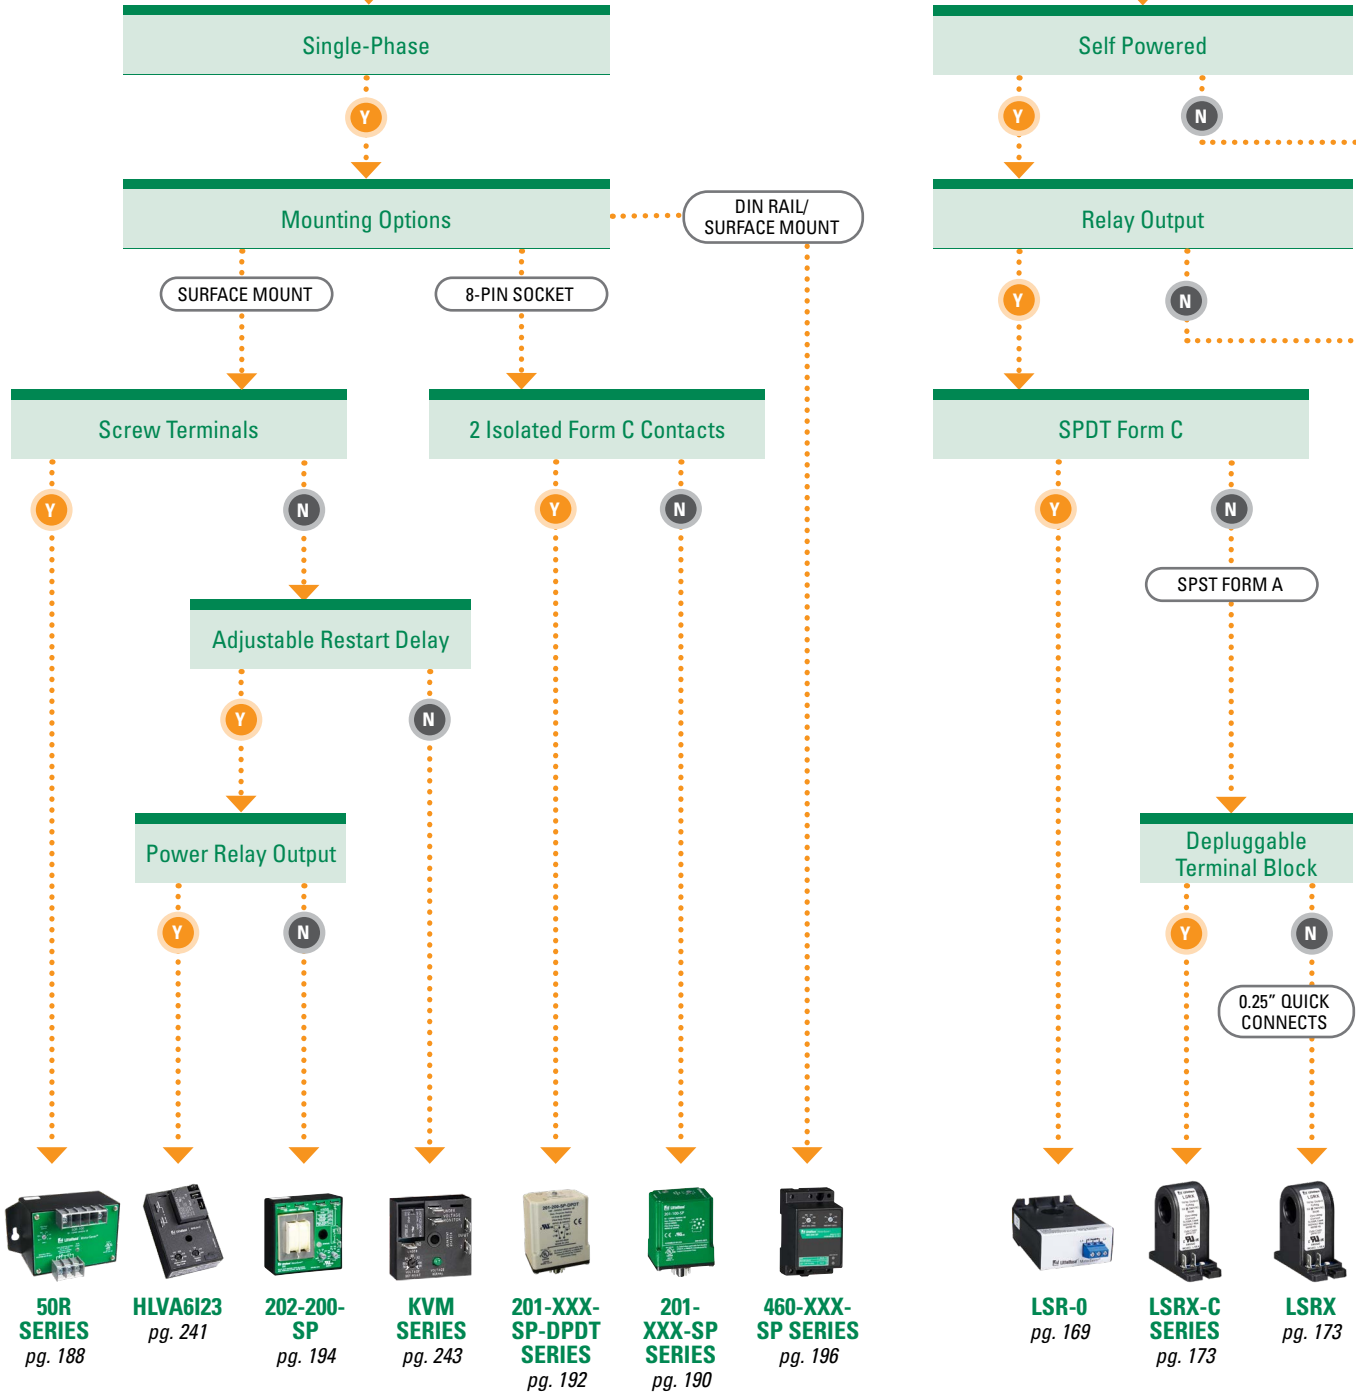 Single-Phase
Y
Mounting Options
DIN RAIL/
SURFACE MOUNT
SURFACE MOUNT
8-PIN SOCKET
Screw Terminals
Y
N
2 Isolated Form C Contacts
Y
N
Adjustable Restart Delay
Y
N
Power Relay Output
Y
N
50R
SERIES
pg. 188
HLVA6I23
pg. 241
202-200-
SP
pg. 194
KVM
SERIES
pg. 243
201-XXX-
SP-DPDT
SERIES
pg. 192
201-
XXX-SP
SERIES
pg. 190
460-XXX-
SP SERIES
pg. 196
Self Powered
Y
N
Relay Output
Y
N
SPDT Form C
Y
N
SPST FORM A
Depluggable
Terminal Block
Y
N
0.25” QUICK
CONNECTS
LSR-0
pg. 169
LSRX-C
SERIES
pg. 173
LSRX
pg. 173